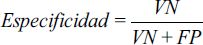 Especificidad = VN / (VN + FP)